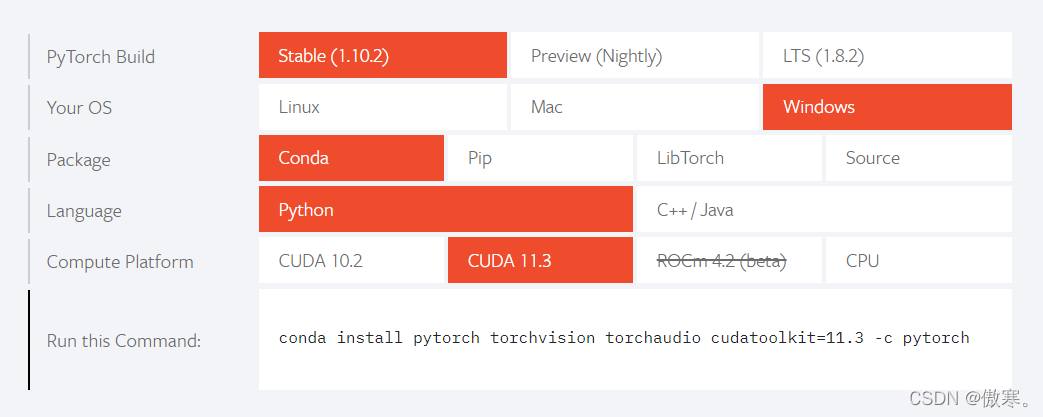 PyTorch Build Stable (1.10.2) Preview (Nightly) LTS (1.8.2)
Your OS Linux Mac Windows
Package Conda Pip LibTorch Source
Language Python C++ / Java
Compute Platform CUDA 10.2 CUDA 11.3 ROCm 4.2 (beta) CPU
Run this Command: conda install pytorch torchvision torchaudio cudatoolkit=11.3 -c pytorch
CSDN @傲寒。